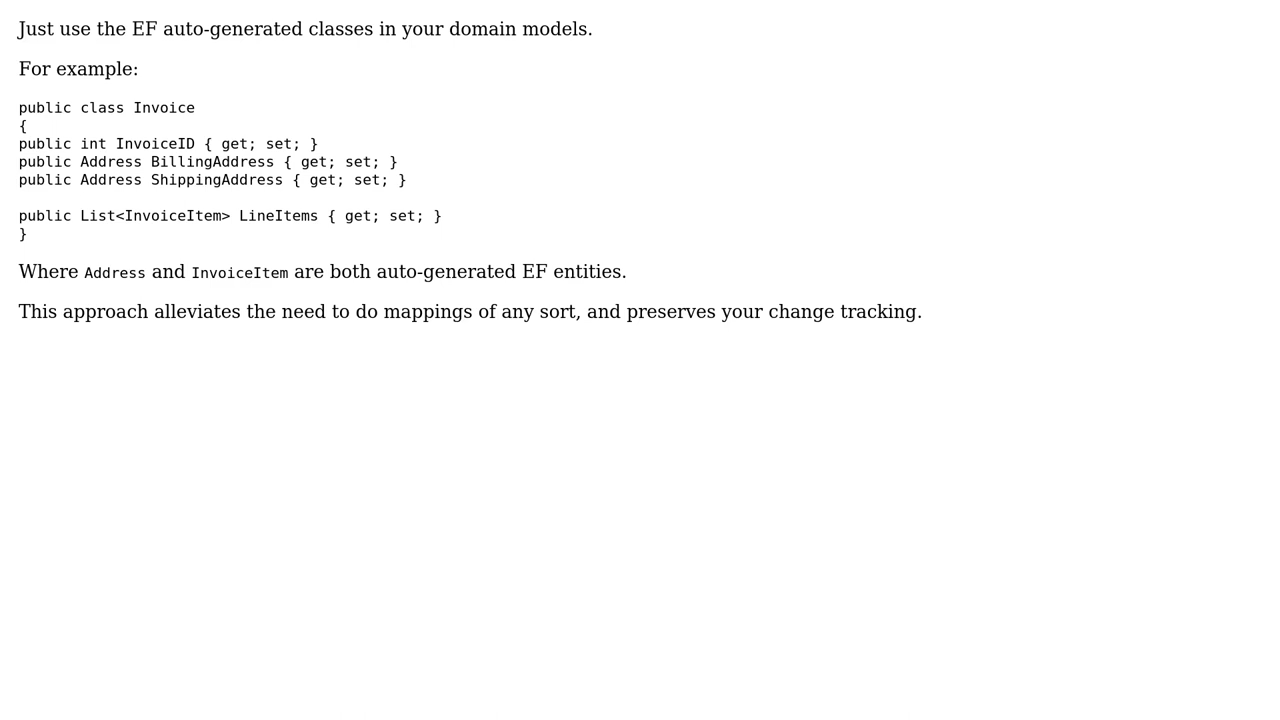 Just use the EF auto-generated classes in your domain models.
For example:
public class Invoice
{
public int InvoiceID { get; set; }
public Address BillingAddress { get; set; }
public Address ShippingAddress { get; set; }
public List<InvoiceItem> LineItems { get; set; }
}
Where Address and InvoiceItem are both auto-generated EF entities.
This approach alleviates the need to do mappings of any sort, and preserves your change tracking.